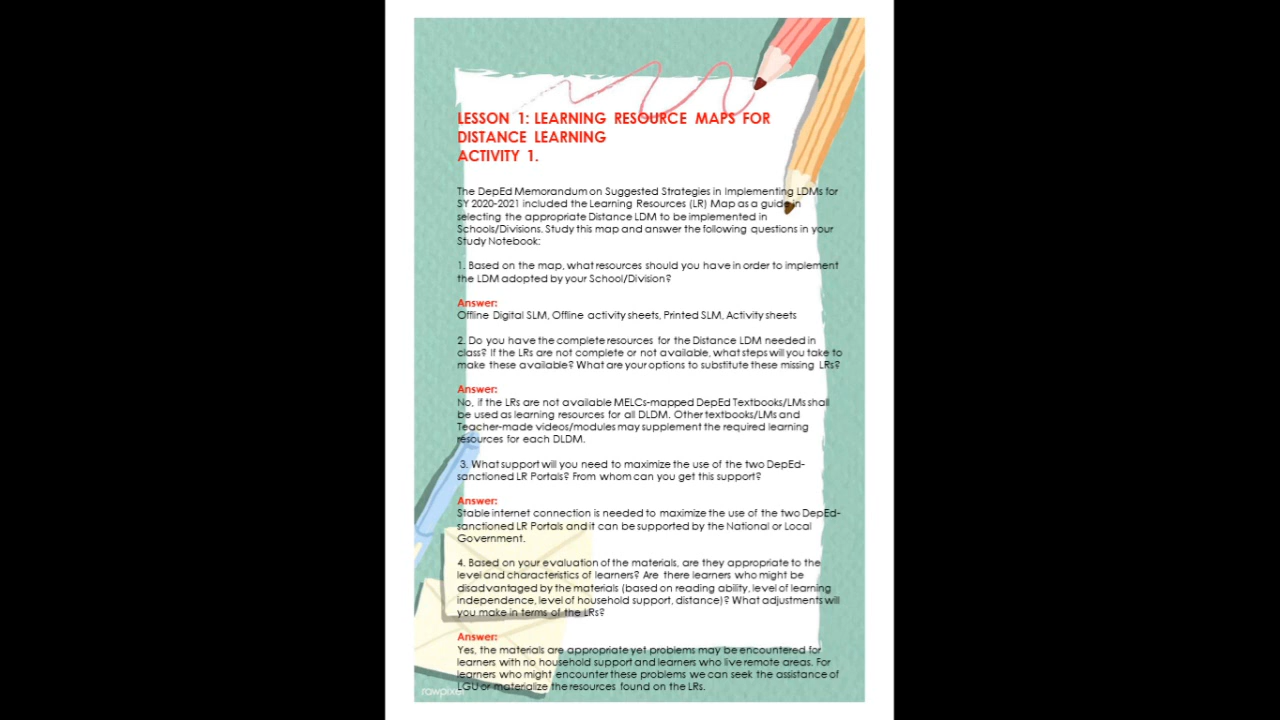 LESSON 1: LEARNING RESOURCE MAPS FOR
DISTANCE LEARNING
ACTIVITY 1.
The DepEd Memorandum on Suggested Strategies in Implementing LDMs for
SY 2020-2021 included the Learning Resources (LR) Map as a guide in
selecting the appropriate Distance LDM to be implemented in
Schools/Divisions. Study this map and answer the following questions in your
Study Notebook:
1. Based on the map, what resources should you have in order to implement
the LDM adopted by your School/Division?
Answer:
Offline Digital SLM, Offline activity sheets, Printed SLM, Activity sheets
2. Do you have the complete resources for the Distance LDM needed in
class? If the LRs are not complete or not available, what steps will you take to
make these available? What are your options to substitute these missing LRs?
Answer:
No, if the LRs are not available MELCs-mapped DepEd Textbooks/LMs shall
be used as learning resources for all DLDM. Other textbooks/LMs and
Teacher-made videos/modules may supplement the required learning
resources for each DLDM.
3. What support will you need to maximize the use of the two DepEd-
sanctioned LR Portals? From whom can you get this support?
Answer:
Stable internet connection is needed to maximize the use of the two DepEd-
sanctioned LR Portals and it can be supported by the National or Local
Government.
4. Based on your evaluation of the materials, are they appropriate to the
level and characteristics of learners? Are there learners who might be
disadvantaged by the materials (based on reading ability, level of learning
independence, level of household support, distance)? What adjustments will
you make in terms of the LRs?
Answer:
Yes, the materials are appropriate yet problems may be encountered for
learners with no household support and learners who live remote areas. For
learners who might encounter these problems we can seek the assistance of
LGU or materialize the resources found on the LRs.
rawpixel